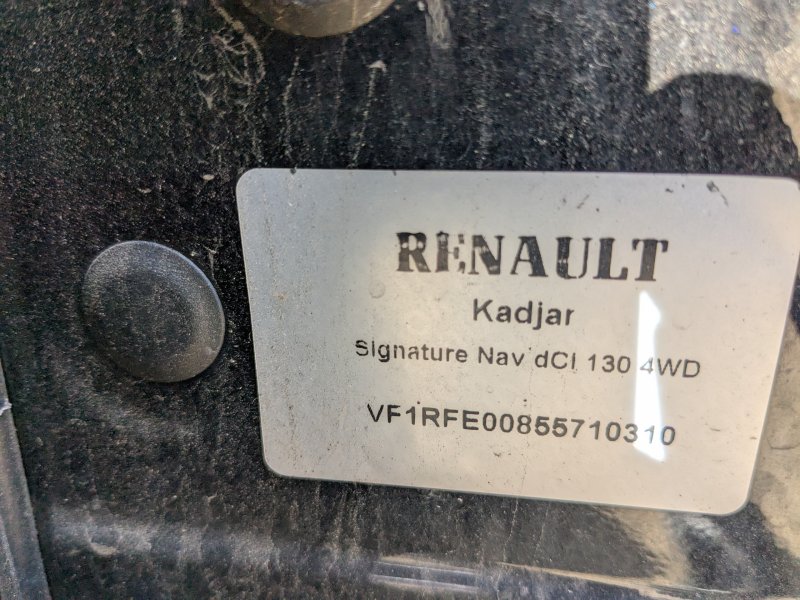 RENAULT
Kadjar
Signature Nav dCi 130 4WD
VF1RFE00855710310